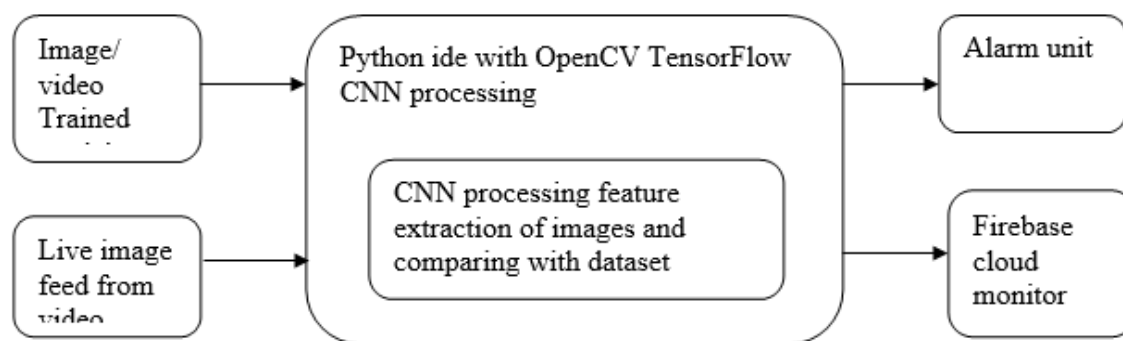 Image/
video
Trained
Live image
feed from
video
Python ide with OpenCV TensorFlow
CNN processing
CNN processing feature
extraction of images and
comparing with dataset
Alarm unit
Firebase
cloud
monitor